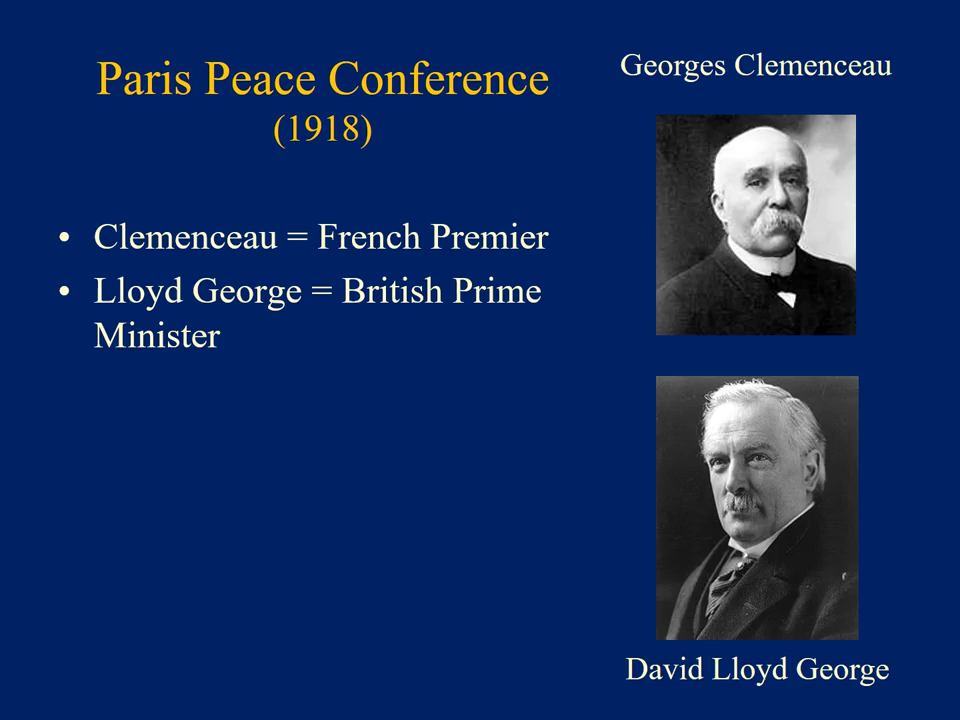 Paris Peace Conference
(1918)
Georges Clemenceau
• Clemenceau = French Premier
• Lloyd George = British Prime
Minister
David Lloyd George